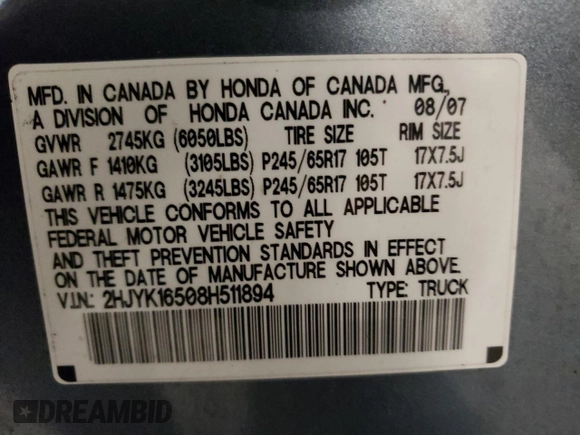 MFD. IN CANADA BY HONDA OF CANADA MFG.,
A DIVISION OF HONDA CANADA INC. 08/07
GVWR 2745KG (6050LBS) TIRE SIZE RIM SIZE
GAWR F 1410KG (3105LBS) P245/65R17 105T 17X7.5J
GAWR R 1475KG (3245LBS) P245/65R17 105T 17X7.5J
THIS VEHICLE CONFORMS TO ALL APPLICABLE
FEDERAL MOTOR VEHICLE SAFETY
AND THEFT PREVENTION STANDARDS IN EFFECT
ON THE DATE OF MANUFACTURE SHOWN ABOVE.
V.I.N.: 2HJYK16508H511894 TYPE: TRUCK
DREAMBID